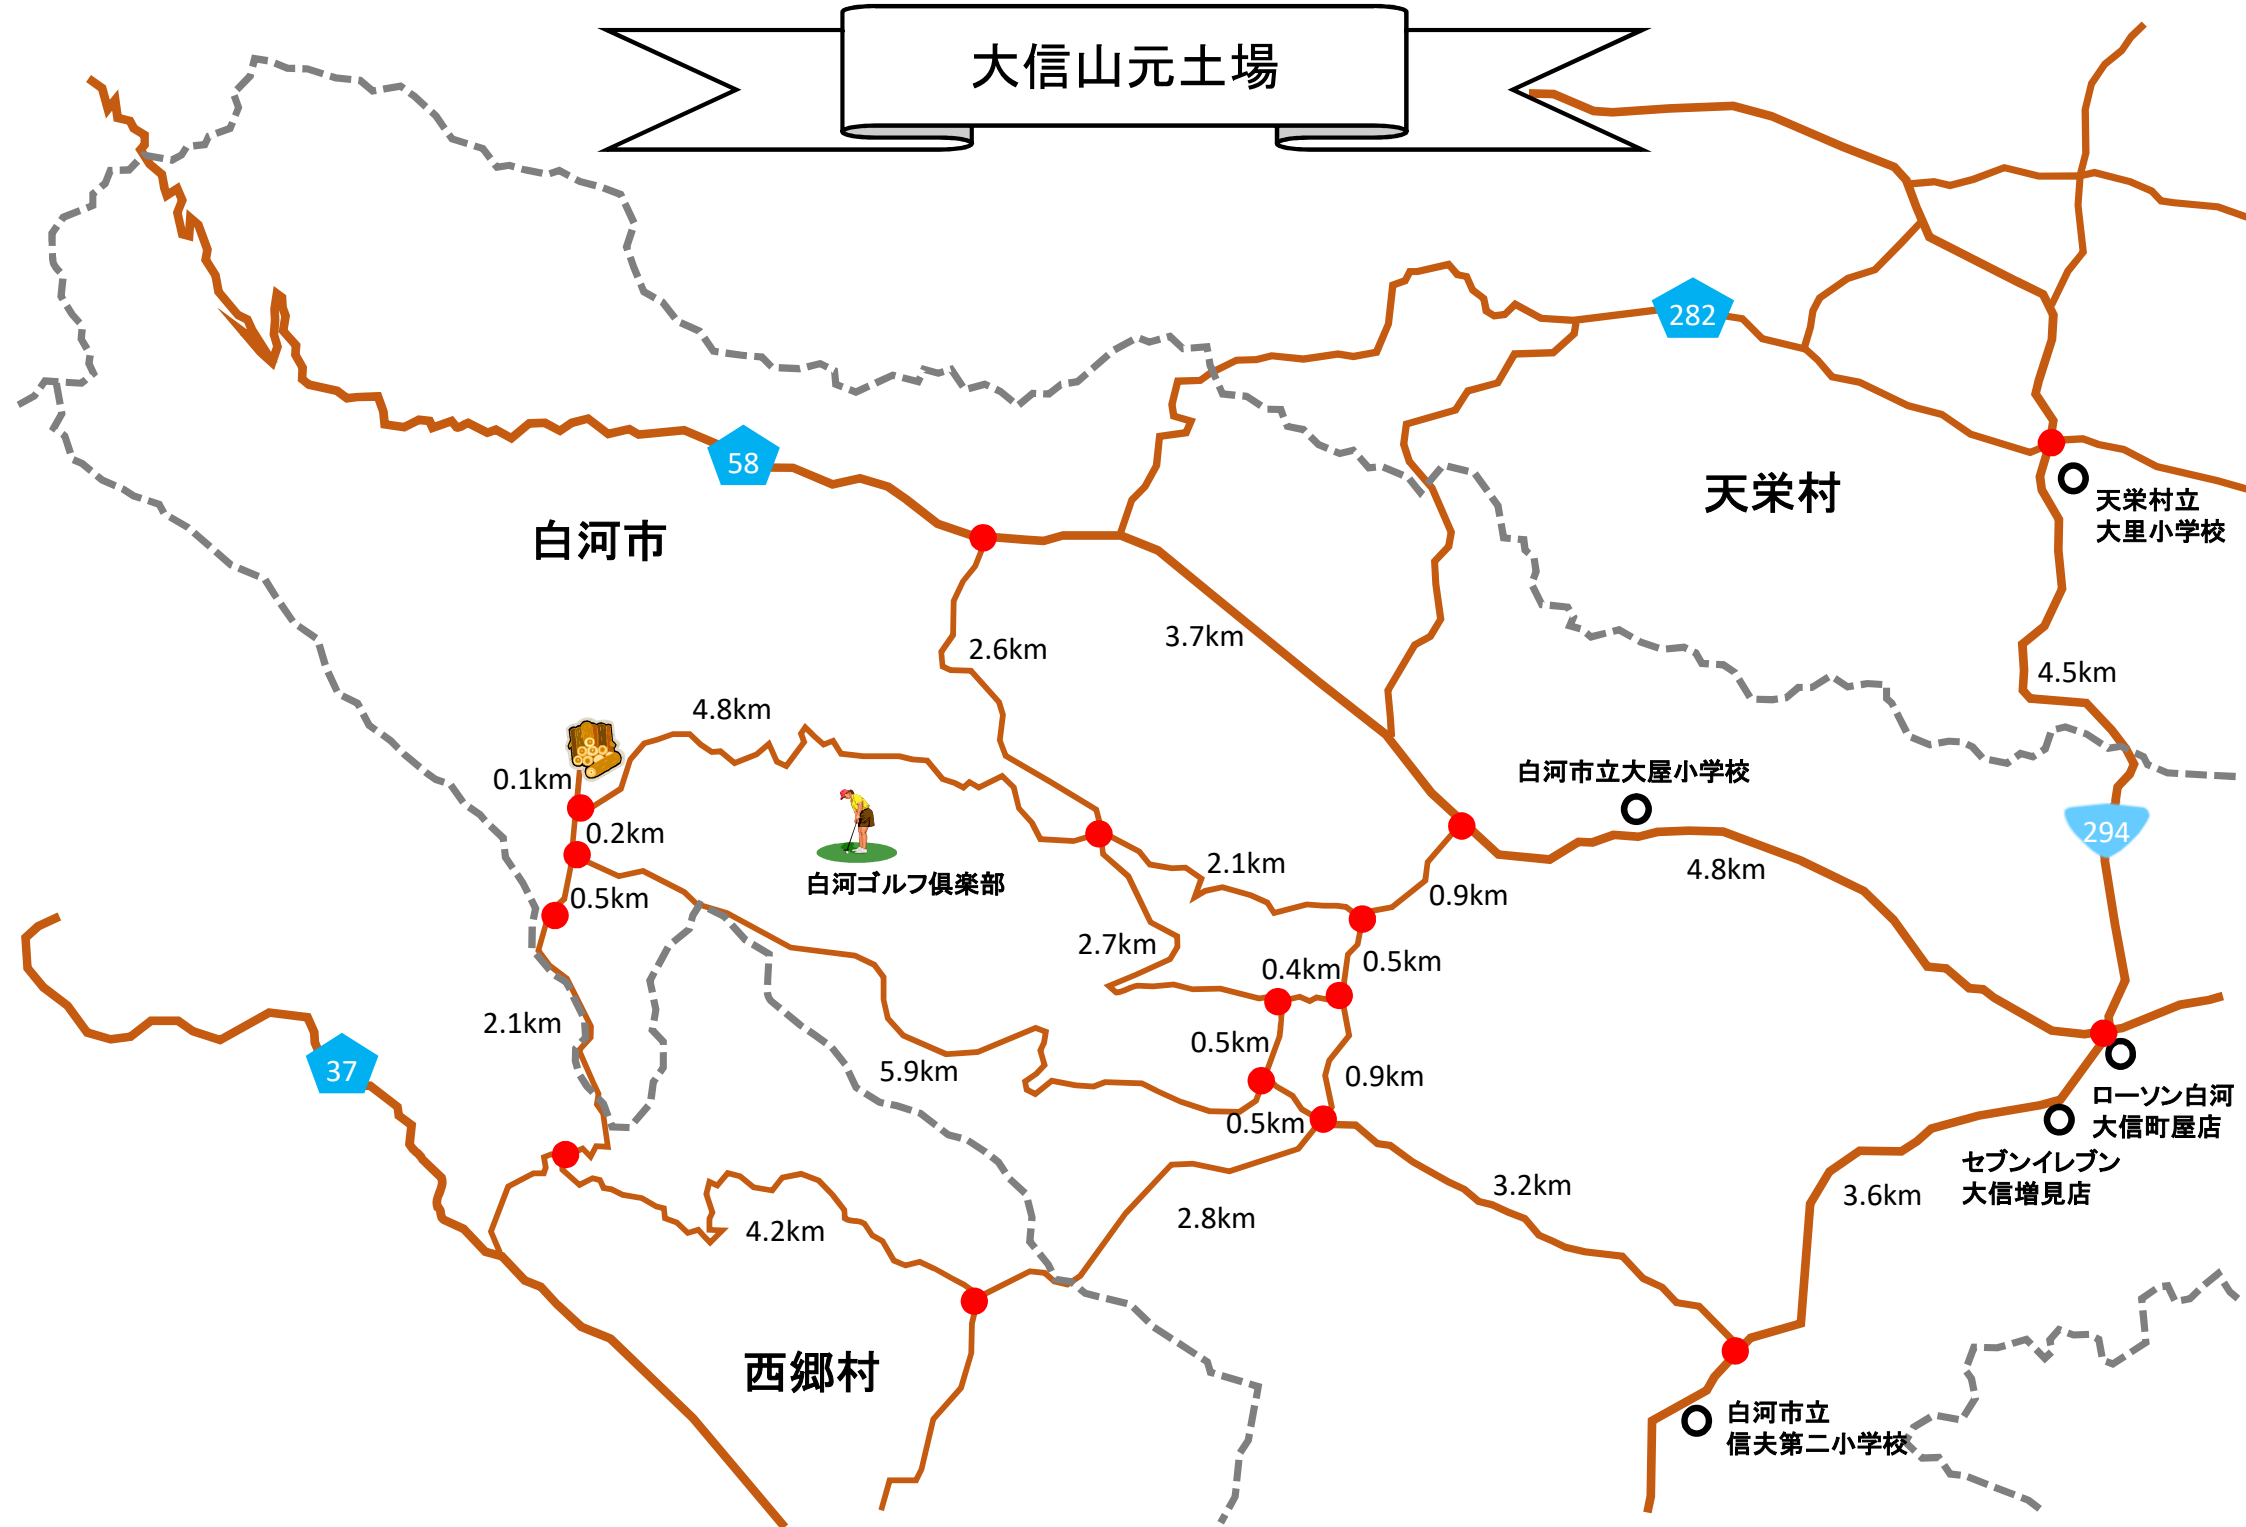 大信山元土場
282
58
天栄村
天栄村立
大里小学校
白河市
3.7km
2.6km
4.5km
4.8km
白河市立大屋小学校
0.1km
0.2km
294
2.1km
4.8km
白河ゴルフ倶楽部
0.5km
0.9km
2.7km
0.4km
0.5km
2.1km
0.5km
37
5.9km
0.9km
ローソン白河
大信町屋店
0.5km
セブンイレブン
大信増見店
3.2km
3.6km
2.8km
4.2km
西郷村
白河市立
信夫第二小学校